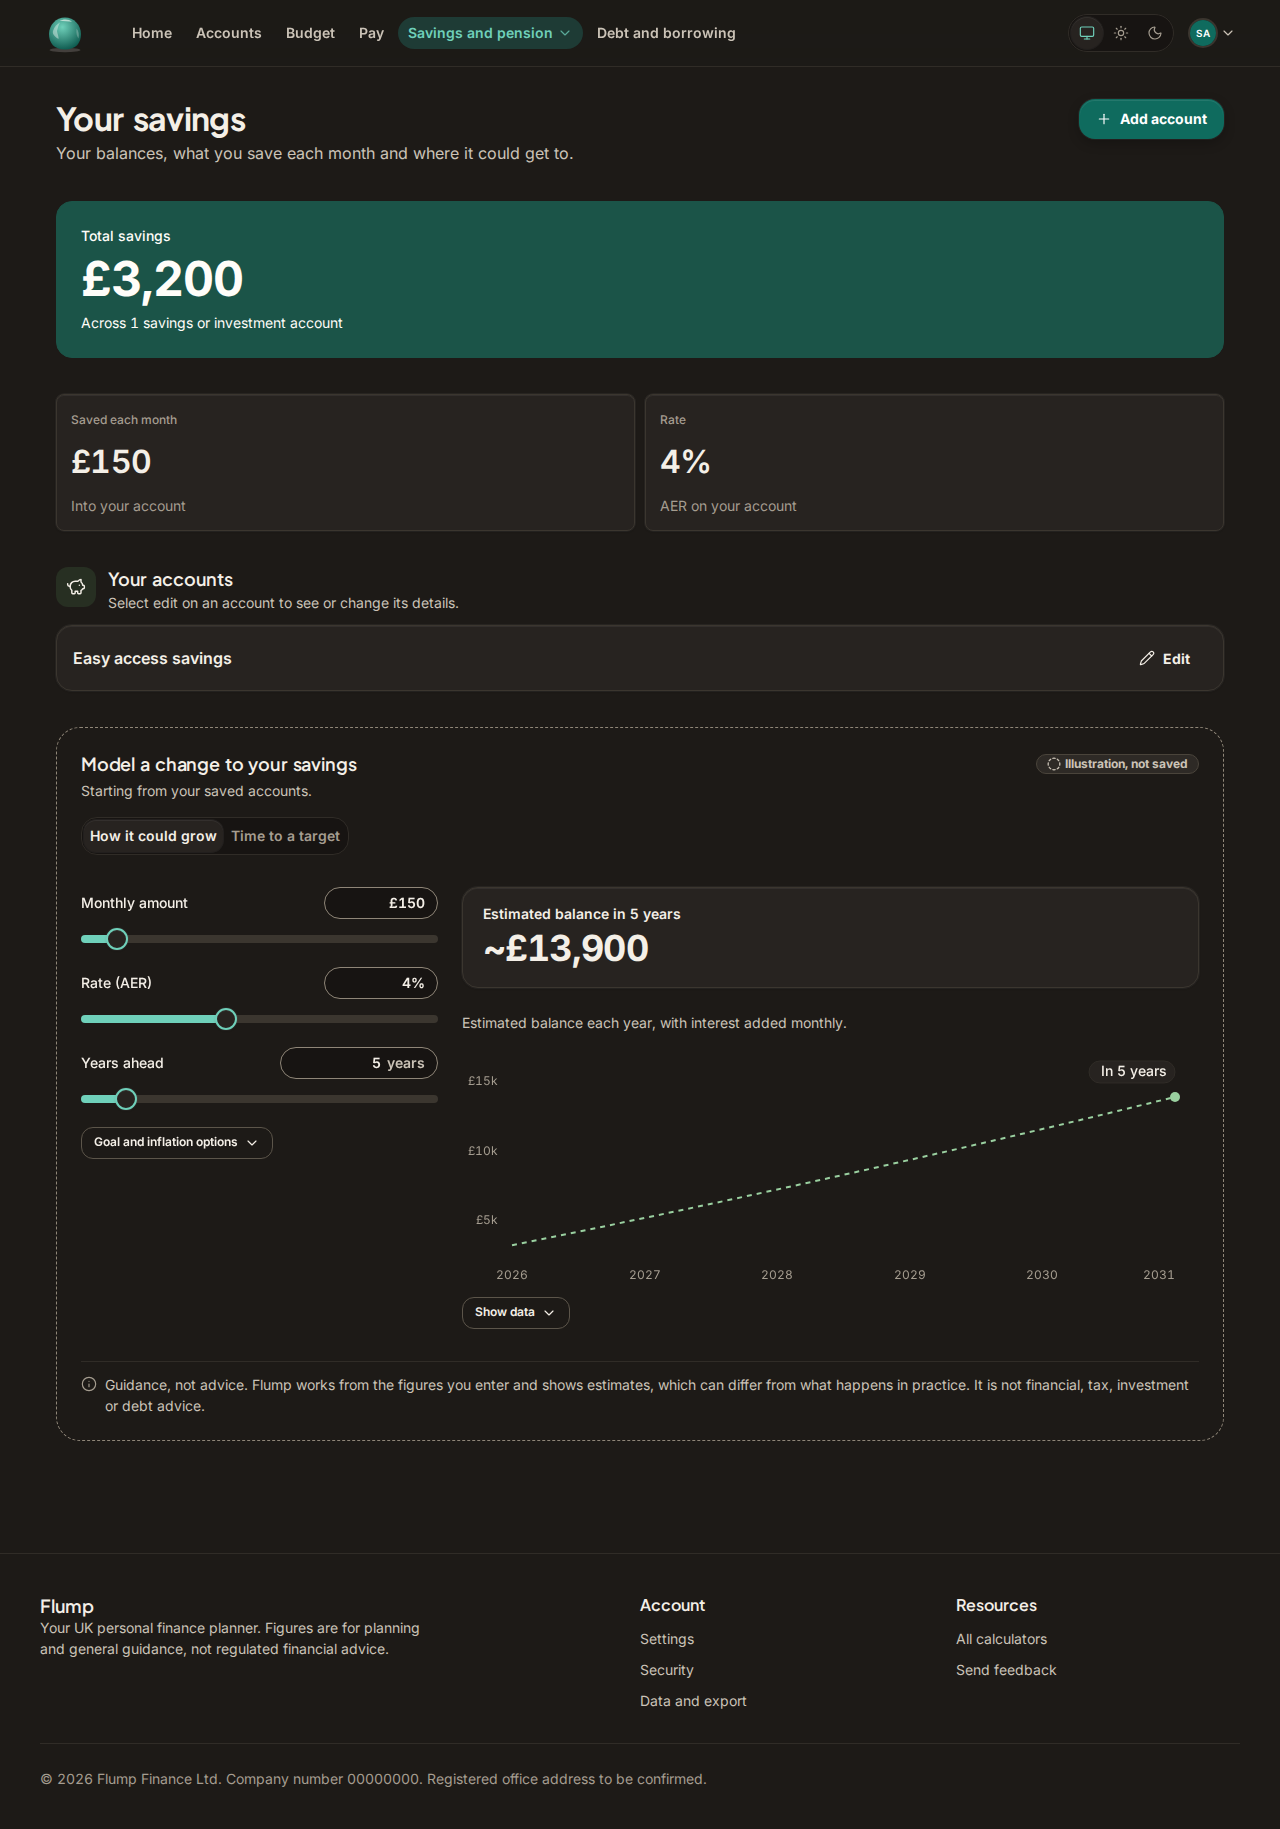 Home
Accounts
Budget
Pay
Savings and pension
Debt and borrowing
SA
Your savings
Your balances, what you save each month and where it could get to.
Add account
Total savings
£3,200
Across 1 savings or investment account
Saved each month
£150
Into your account
Rate
4%
AER on your account
Your accounts
Select edit on an account to see or change its details.
Easy access savings
Edit
Model a change to your savings
Starting from your saved accounts.
Illustration, not saved
How it could grow
Time to a target
Monthly amount
£150
Rate (AER)
4%
Years ahead
5 years
Goal and inflation options
Estimated balance in 5 years
~£13,900
Estimated balance each year, with interest added monthly.
In 5 years
£15k
£10k
£5k
2026
2027
2028
2029
2030
2031
Show data
Guidance, not advice. Flump works from the figures you enter and shows estimates, which can differ from what happens in practice. It is not financial, tax, investment
or debt advice.
Flump
Your UK personal finance planner. Figures are for planning
and general guidance, not regulated financial advice.
Account
Settings
Security
Data and export
Resources
All calculators
Send feedback
© 2026 Flump Finance Ltd. Company number 00000000. Registered office address to be confirmed.